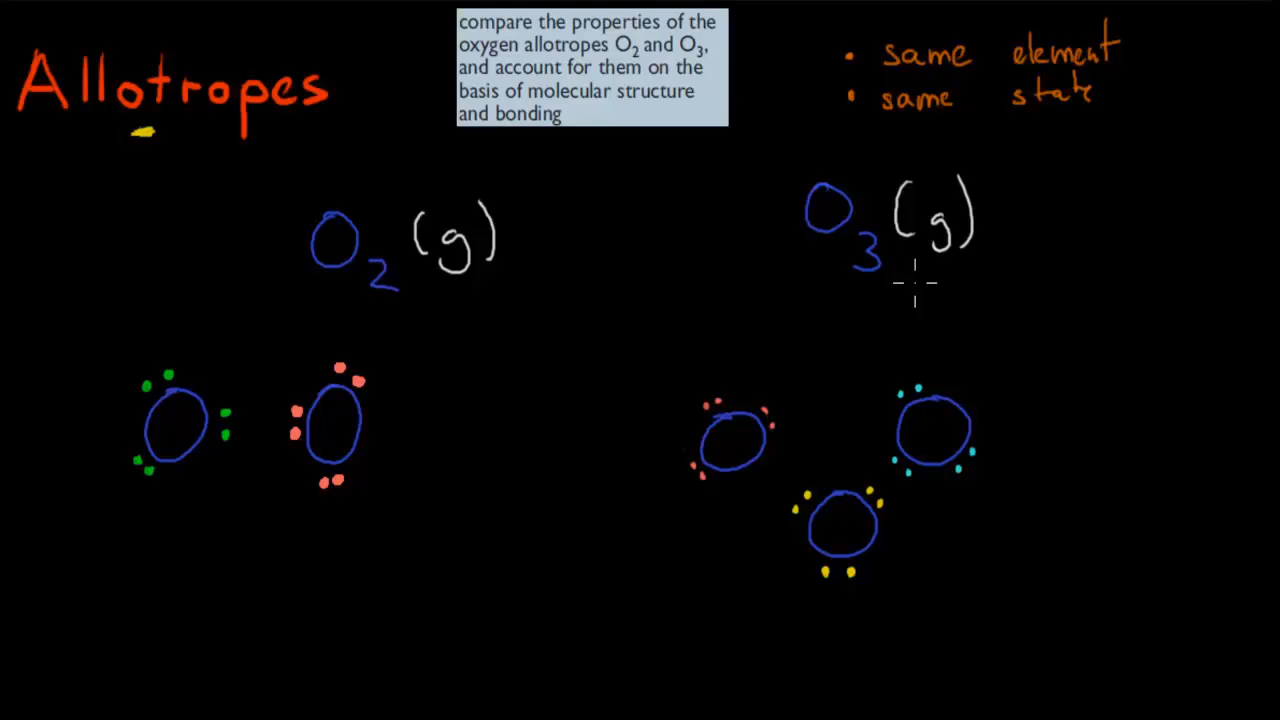 Allotropes
compare the properties of the
oxygen allotropes O₂ and O₃,
and account for them on the
basis of molecular structure
and bonding
• same element
• same state
O₂ (g)
O₃ (g)